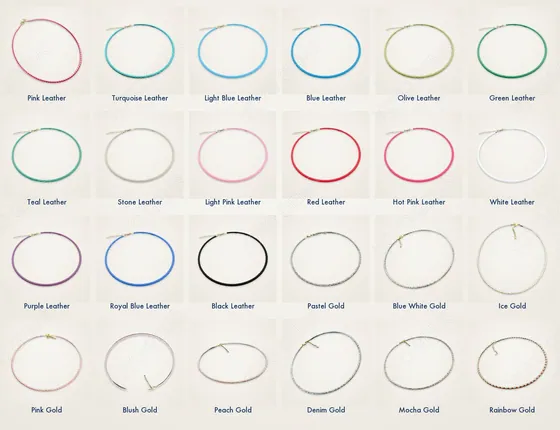 Pink Leather
Turquoise Leather
Light Blue Leather
Blue Leather
Olive Leather
Green Leather
Teal Leather
Stone Leather
Light Pink Leather
Red Leather
Hot Pink Leather
White Leather
Purple Leather
Royal Blue Leather
Black Leather
Pastel Gold
Blue White Gold
Ice Gold
Pink Gold
Blush Gold
Peach Gold
Denim Gold
Mocha Gold
Rainbow Gold